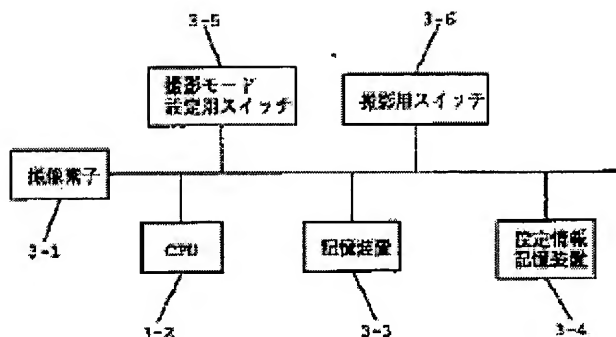 3-5
3-6
撮影モード
設定用スイッチ
撮影用スイッチ
撮像素子
3-1
CPU
記憶装置
設定情報
記憶装置
3-2
3-3
3-4